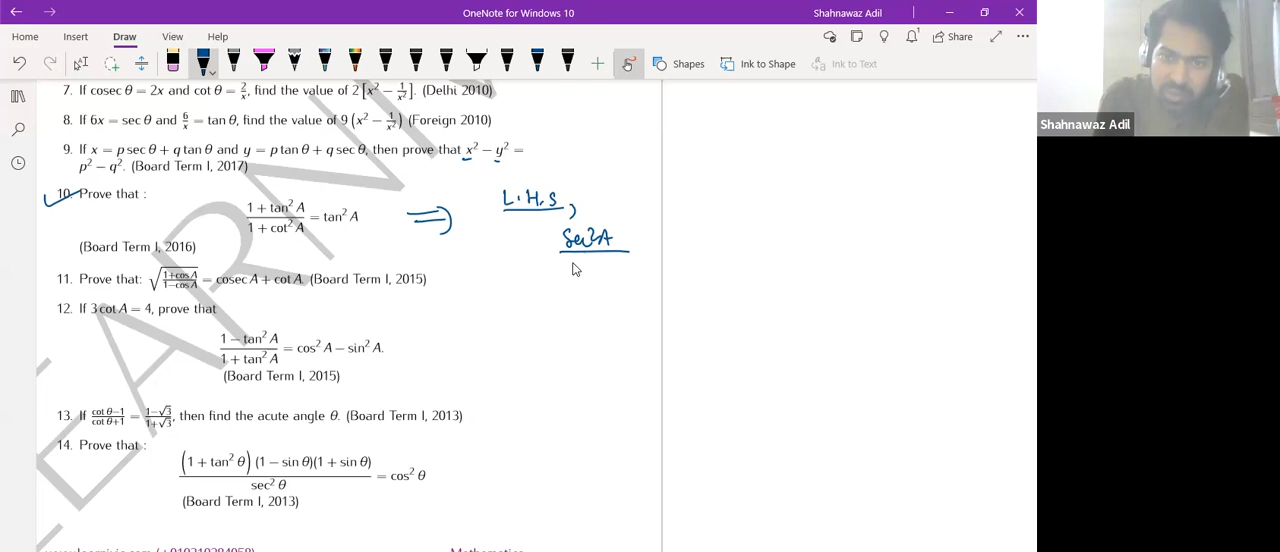 OneNote for Windows 10
Shahnawaz Adil
Home Insert Draw View Help
Share
Shapes Ink to Shape Ink to Text
7. If cosec θ = 2x and cot θ = 2/x, find the value of 2 [x² − 1/x²]. (Delhi 2010)
8. If 6x = sec θ and 6/x = tan θ, find the value of 9 (x² − 1/x²) (Foreign 2010)
9. If x = p sec θ + q tan θ and y = p tan θ + q sec θ, then prove that x² − y² =
p² − q². (Board Term I, 2017)
10. Prove that :
(1 + tan² A)/(1 + cot² A) = tan² A ⇒ L.H.S,
Sec²A
(Board Term I, 2016)
11. Prove that: √((1+cos A)/(1−cos A)) = cosec A + cot A. (Board Term I, 2015)
12. If 3 cot A = 4, prove that
(1 − tan² A)/(1 + tan² A) = cos² A − sin² A.
(Board Term I, 2015)
13. If (cot θ−1)/(cot θ+1) = (1−√3)/(1+√3), then find the acute angle θ. (Board Term I, 2013)
14. Prove that :
((1 + tan² θ) (1 − sin θ)(1 + sin θ))/(sec² θ) = cos² θ
(Board Term I, 2013)
Shahnawaz Adil